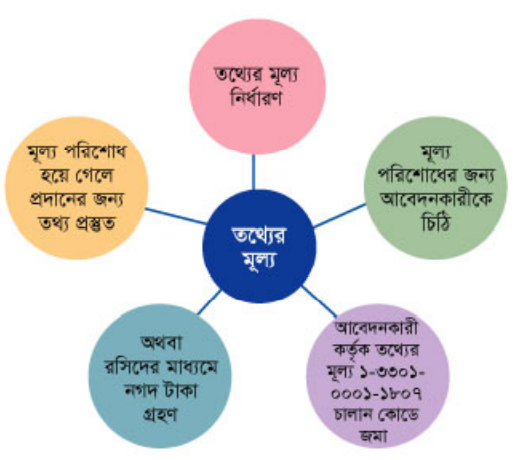 তথ্যের মূল্য
নির্ধারণ
মূল্য
পরিশোধের জন্য
আবেদনকারীকে
চিঠি
আবেদনকারী
কর্তৃক তথ্যের
মূল্য ১-৩৩০১-
০০০১-১৮০৭
চালান কোডে
জমা
অথবা
রসিদের মাধ্যমে
নগদ টাকা
গ্রহণ
মূল্য পরিশোধ
হয়ে গেলে
প্রদানের জন্য
তথ্য প্রস্তুত
তথ্যের
মূল্য